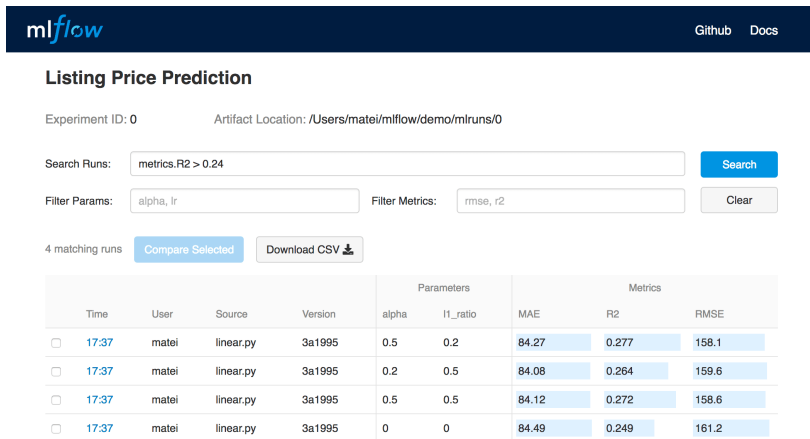 mlflow Github Docs
Listing Price Prediction
Experiment ID: 0 Artifact Location: /Users/matei/mlflow/demo/mlruns/0
Search Runs: metrics.R2 > 0.24 Search
Filter Params: alpha, lr Filter Metrics: rmse, r2 Clear
4 matching runs Compare Selected Download CSV
Parameters Metrics
Time User Source Version alpha l1_ratio MAE R2 RMSE
17:37 matei linear.py 3a1995 0.5 0.2 84.27 0.277 158.1
17:37 matei linear.py 3a1995 0.2 0.5 84.08 0.264 159.6
17:37 matei linear.py 3a1995 0.5 0.5 84.12 0.272 158.6
17:37 matei linear.py 3a1995 0 0 84.49 0.249 161.2